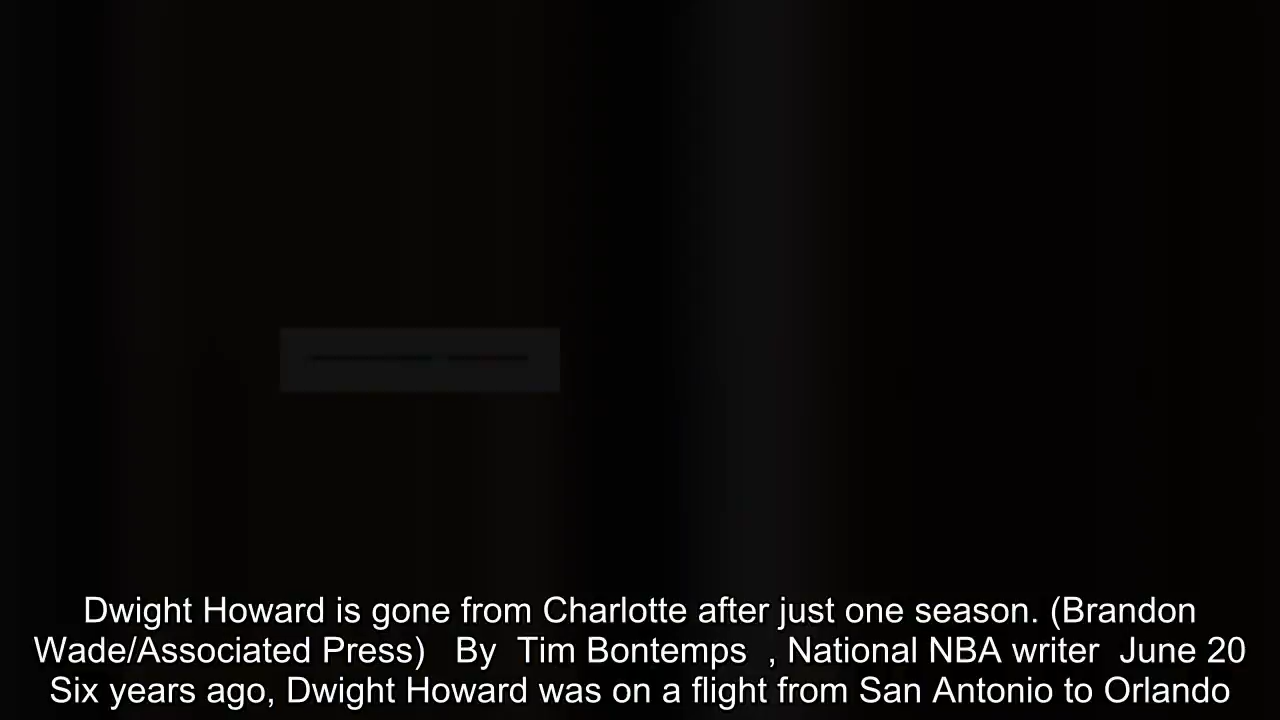 Dwight Howard is gone from Charlotte after just one season. (Brandon
Wade/Associated Press)   By  Tim Bontemps  , National NBA writer  June 20
Six years ago, Dwight Howard was on a flight from San Antonio to Orlando